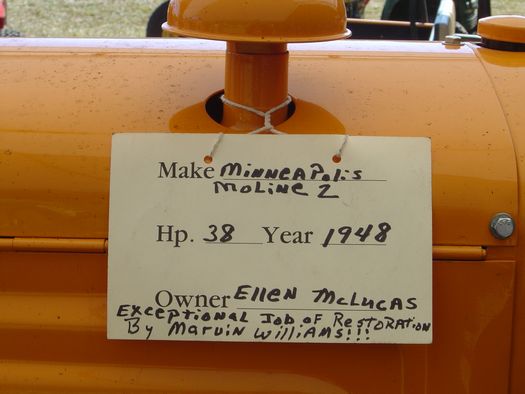 Make Minneapolis
Moline Z
Hp. 38 Year 1948
Owner Ellen McLucas
Exceptional Job of Restoration
By Marvin Williams!!!